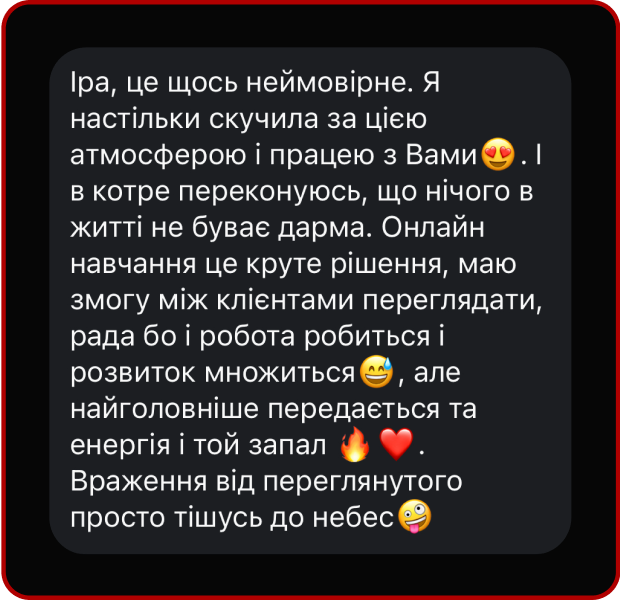 Іра, це щось неймовірне. Я
настільки скучила за цією
атмосферою і працею з Вами😍. І
в котре переконуюсь, що нічого в
житті не буває дарма. Онлайн
навчання це круте рішення, маю
змогу між клієнтами переглядати,
рада бо і робота робиться і
розвиток множиться😅, але
найголовніше передається та
енергія і той запал 🔥❤️.
Враження від переглянутого
просто тішусь до небес🤪